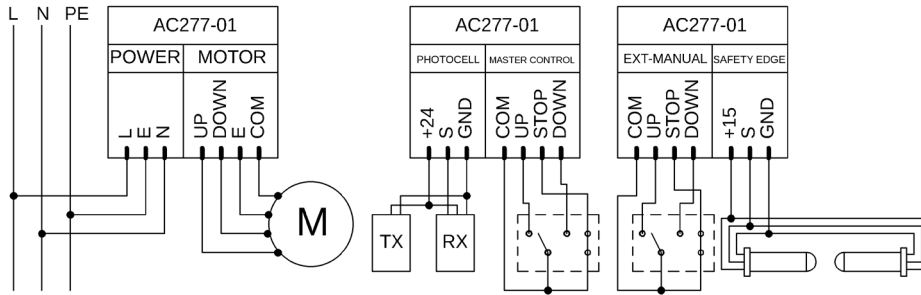 L N PE
AC277-01
POWER MOTOR
L E N UP DOWN E COM
M
AC277-01
PHOTOCELL MASTER CONTROL
+24 S GND COM UP STOP DOWN
TX RX
AC277-01
EXT-MANUAL SAFETY EDGE
COM UP STOP DOWN +15 S GND